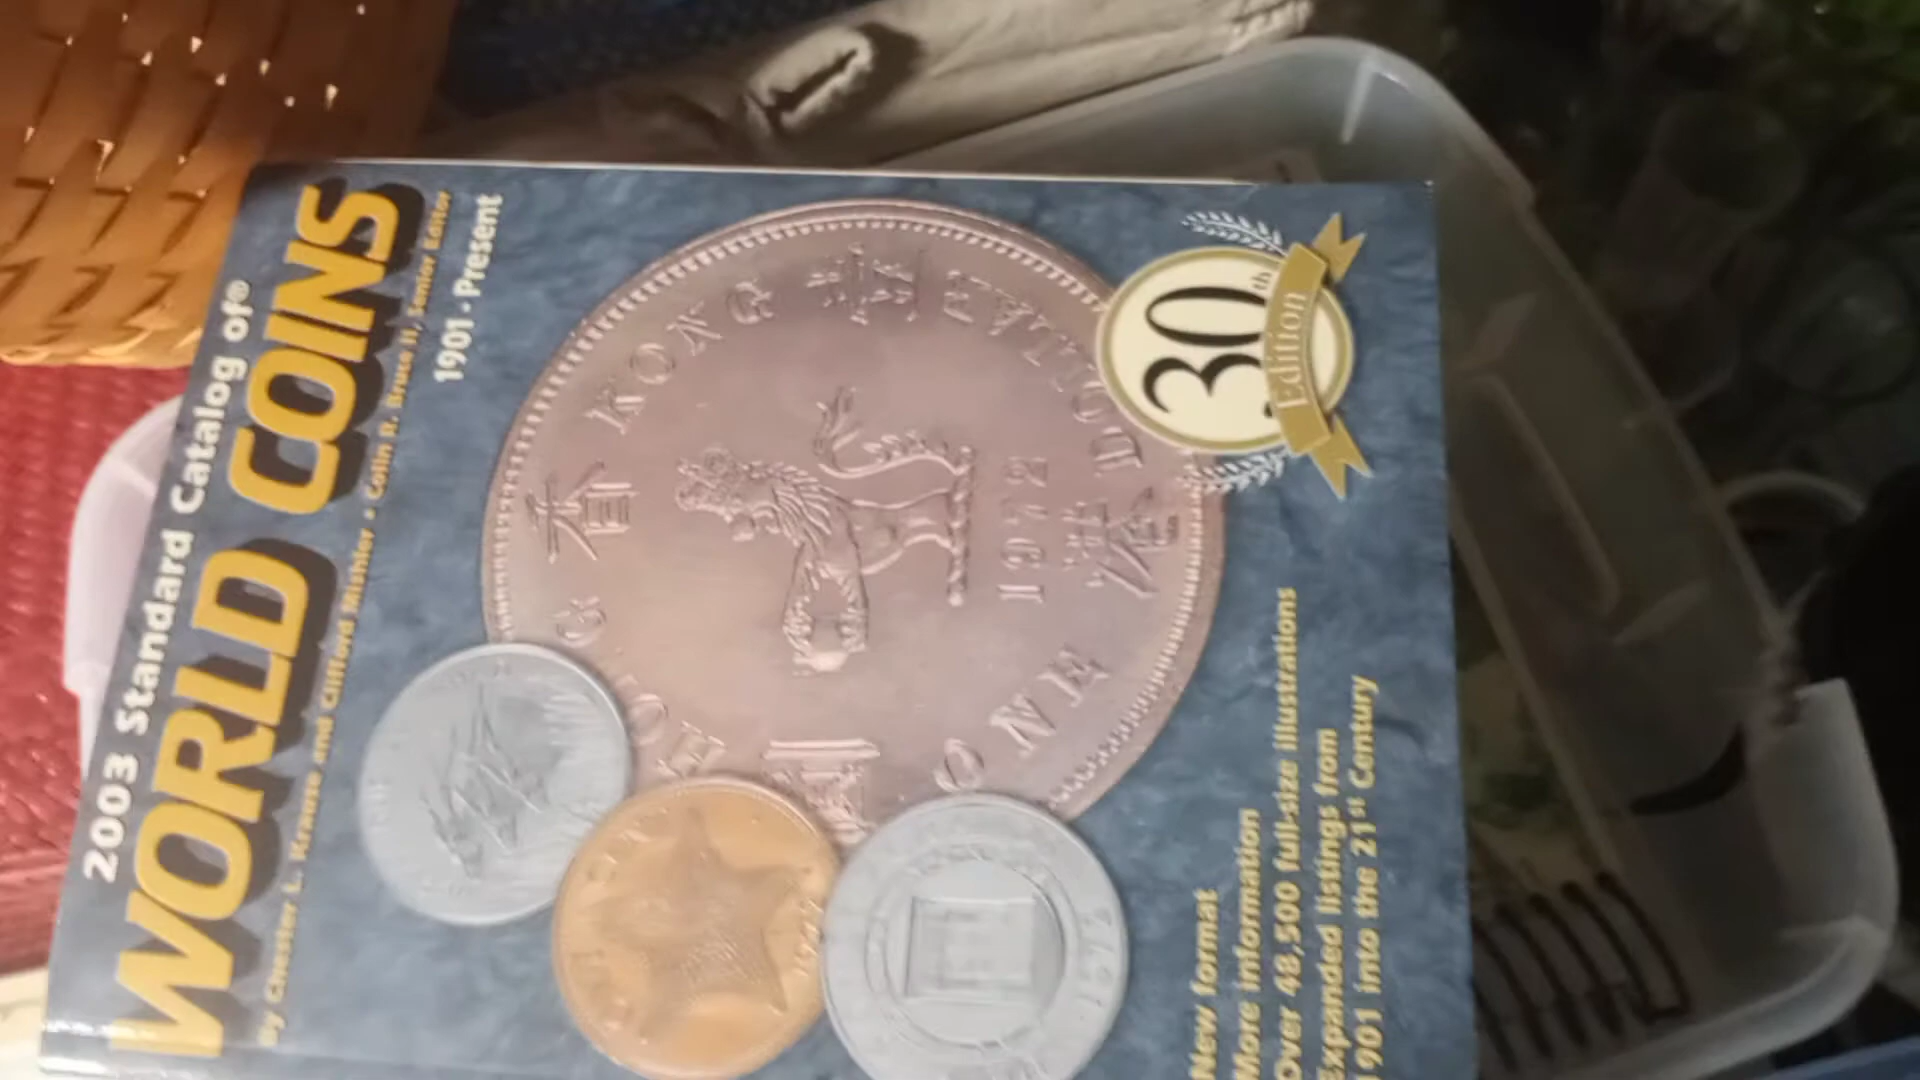 2003 Standard Catalog of®
WORLD COINS
by Chester L. Krause and Clifford Mishler • Colin R. Bruce II, Senior Editor
1901 - Present
HONG KONG
ONE DOLLAR
香
港
圓
1972
30th
Edition
1975
New format
More information
Over 48,500 full-size illustrations
Expanded listings from
1901 into the 21st Century